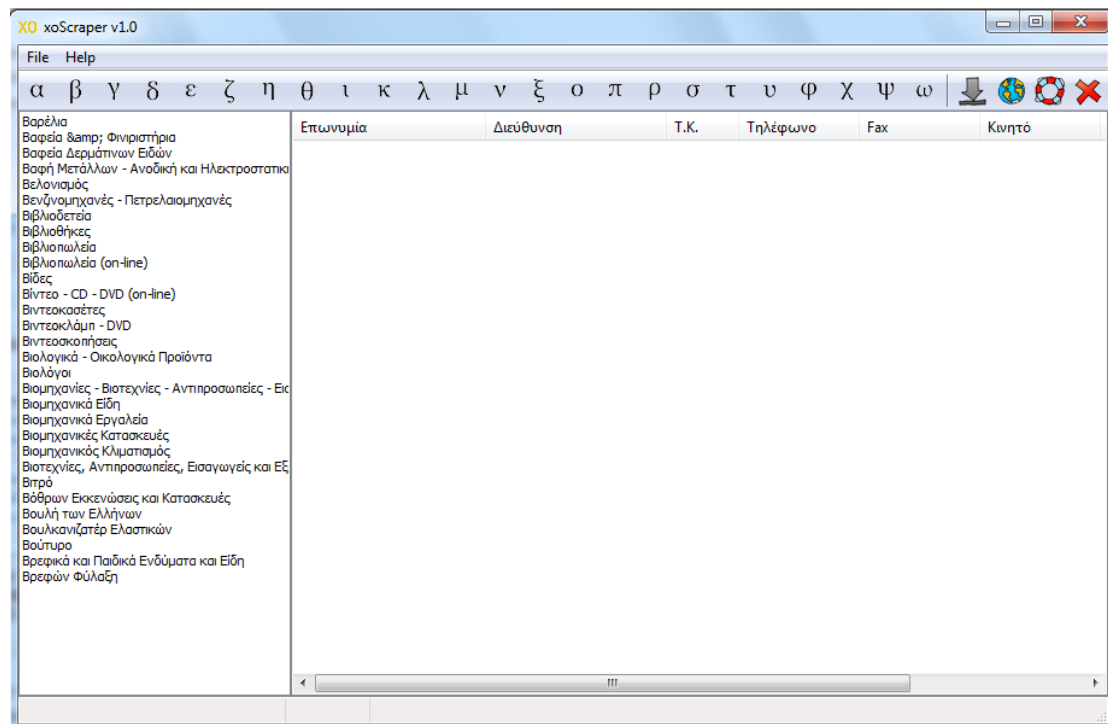 XO xoScraper v1.0
File Help
α β γ δ ε ζ η θ ι κ λ μ ν ξ ο π ρ σ τ υ φ χ ψ ω
Επωνυμία Διεύθυνση Τ.Κ. Τηλέφωνο Fax Κινητό
Βαρέλια
Βαφεία &amp; Φινιριστήρια
Βαφεία Δερμάτινων Ειδών
Βαφή Μετάλλων - Ανοδική και Ηλεκτροστατικι
Βελονισμός
Βενζινομηχανές - Πετρελαιομηχανές
Βιβλιοδετεία
Βιβλιοθήκες
Βιβλιοπωλεία
Βιβλιοπωλεία (on-line)
Βίδες
Βίντεο - CD - DVD (on-line)
Βιντεοκασέτες
Βιντεοκλάμπ - DVD
Βιντεοσκοπήσεις
Βιολογικά - Οικολογικά Προϊόντα
Βιολόγοι
Βιομηχανίες - Βιοτεχνίες - Αντιπροσωπείες - Εισ
Βιομηχανικά Είδη
Βιομηχανικά Εργαλεία
Βιομηχανικές Κατασκευές
Βιομηχανικός Κλιματισμός
Βιοτεχνίες, Αντιπροσωπείες, Εισαγωγείς και Εξ
Βιτρό
Βόθρων Εκκενώσεις και Κατασκευές
Βουλή των Ελλήνων
Βουλκανιζατέρ Ελαστικών
Βούτυρο
Βρεφικά και Παιδικά Ενδύματα και Είδη
Βρεφών Φύλαξη